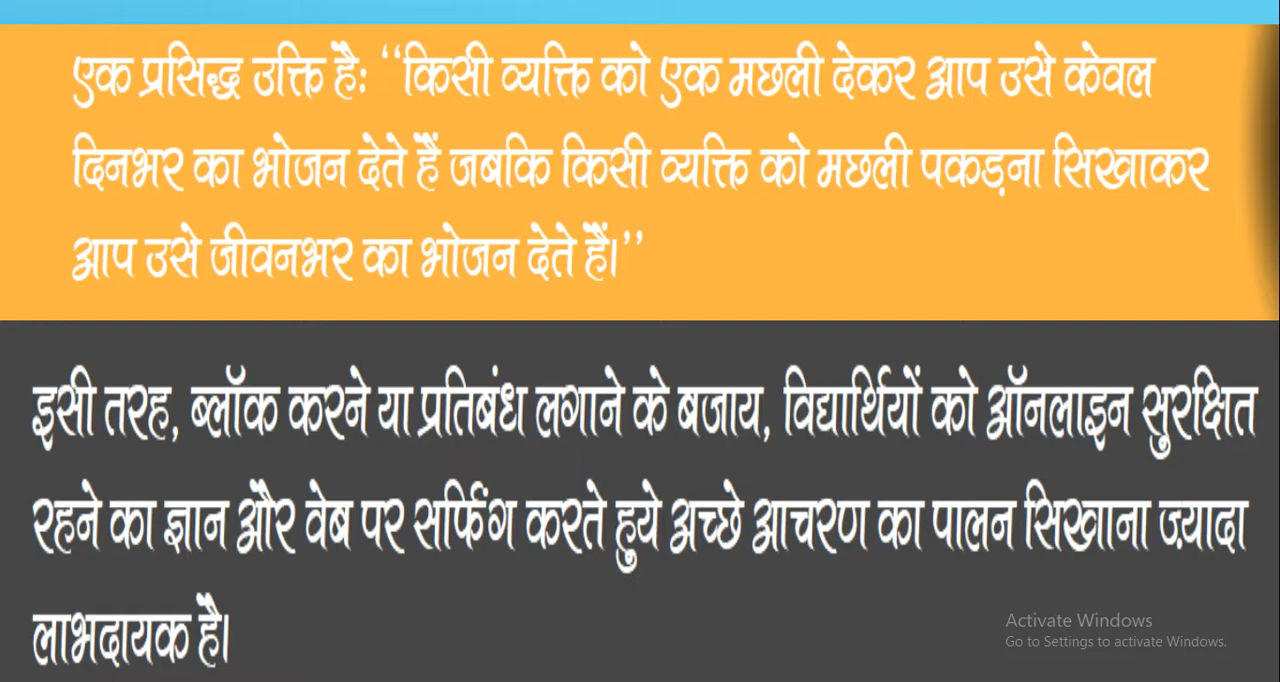 एक प्रसिद्ध उक्ति है: ‘‘किसी व्यक्ति को एक मछली देकर आप उसे केवल
दिनभर का भोजन देते हैं जबकि किसी व्यक्ति को मछली पकड़ना सिखाकर
आप उसे जीवनभर का भोजन देते हैं।’’
इसी तरह, ब्लॉक करने या प्रतिबंध लगाने के बजाय, विद्यार्थियों को ऑनलाइन सुरक्षित
रहने का ज्ञान और वेब पर सर्फिंग करते हुये अच्छे आचरण का पालन सिखाना ज़्यादा
लाभदायक है।
Activate Windows
Go to Settings to activate Windows.